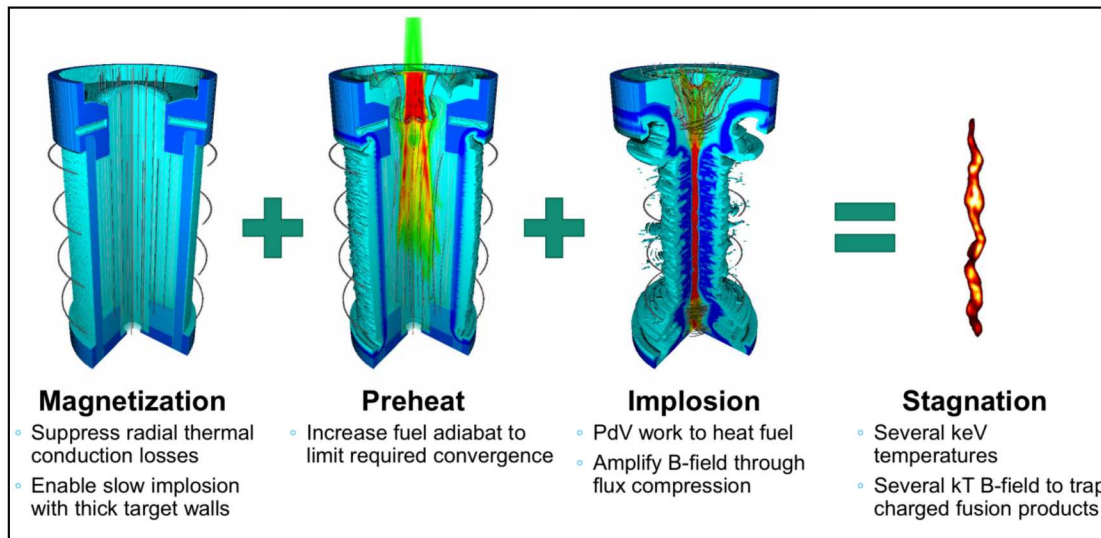 Magnetization
◦ Suppress radial thermal
conduction losses
◦ Enable slow implosion
with thick target walls
Preheat
◦ Increase fuel adiabat to
limit required convergence
Implosion
◦ PdV work to heat fuel
◦ Amplify B-field through
flux compression
Stagnation
◦ Several keV
temperatures
◦ Several kT B-field to trap
charged fusion products